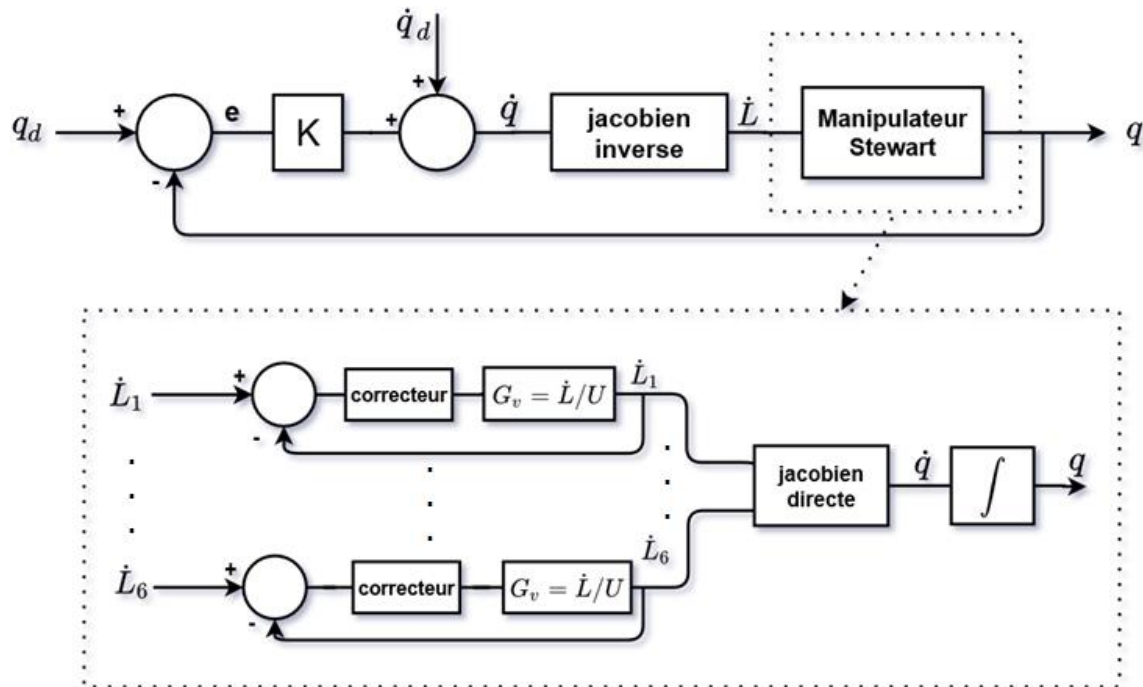 q̇_d
+
+
q_d
e
K
+
q̇
jacobien
inverse
L̇
Manipulateur
Stewart
q
-
L̇_1
+
-
correcteur
G_v = L̇/U
L̇_1
jacobien
directe
q̇
∫
q
L̇_6
+
-
correcteur
G_v = L̇/U
L̇_6